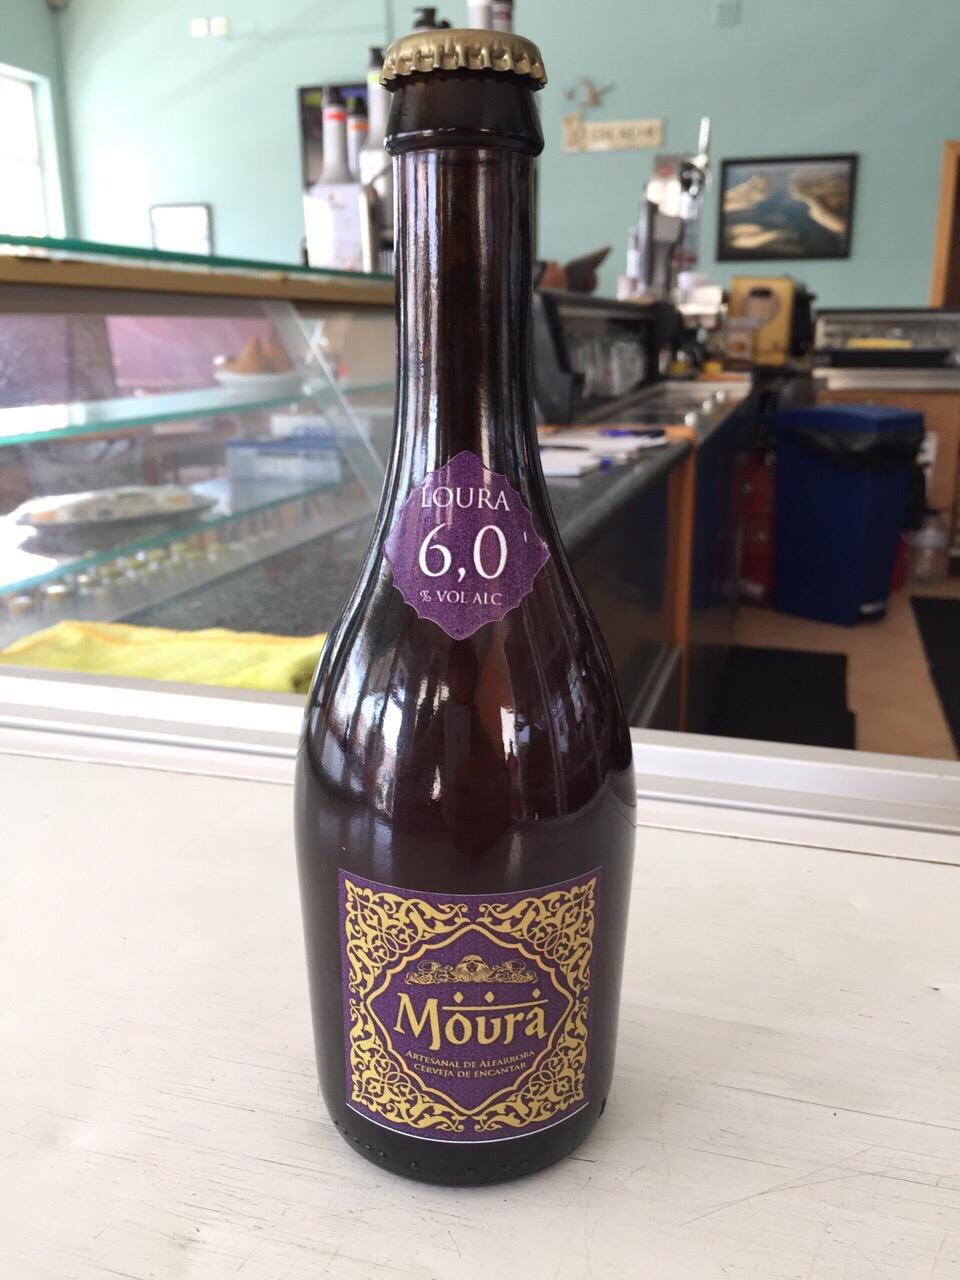 LOURA
6,0
% VOL ALC
Moura
ARTESANAL DE ALFARROBA
CERVEJA DE ENCANTAR